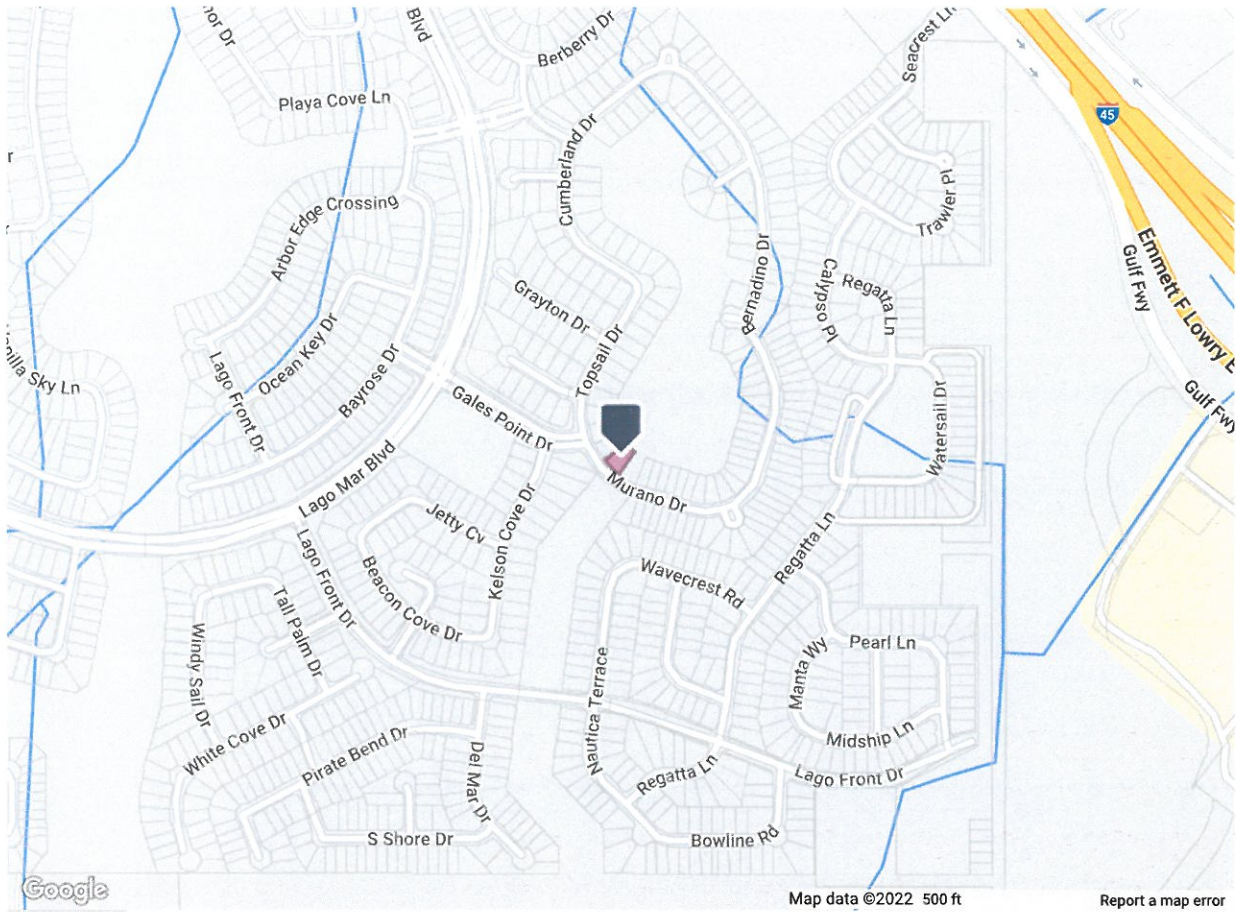 nor Dr
Blvd
Berberry Dr
Seacrest Ln
Playa Cove Ln
45
Cumberland Dr
r
Arbor Edge Crossing
Trawler Pl
Emmett F Lowry E
Gulf Fwy
Bernadino Dr
Calypso Pl
Regatta Ln
Grayton Dr
Topsail Dr
Ocean Key Dr
Lago Front Dr
Bayrose Dr
nilla Sky Ln
Gales Point Dr
Watersail Dr
Gulf Fwy
Lago Mar Blvd
Murano Dr
Jetty Cv
Kelson Cove Dr
Regatta Ln
Lago Front Dr
Beacon Cove Dr
Wavecrest Rd
Tall Palm Dr
Windy Sail Dr
Pearl Ln
Manta Wy
Nautica Terrace
White Cove Dr
Pirate Bend Dr
Del Mar Dr
Midship Ln
Regatta Ln
Lago Front Dr
S Shore Dr
Bowline Rd
Google
Map data ©2022 500 ft
Report a map error